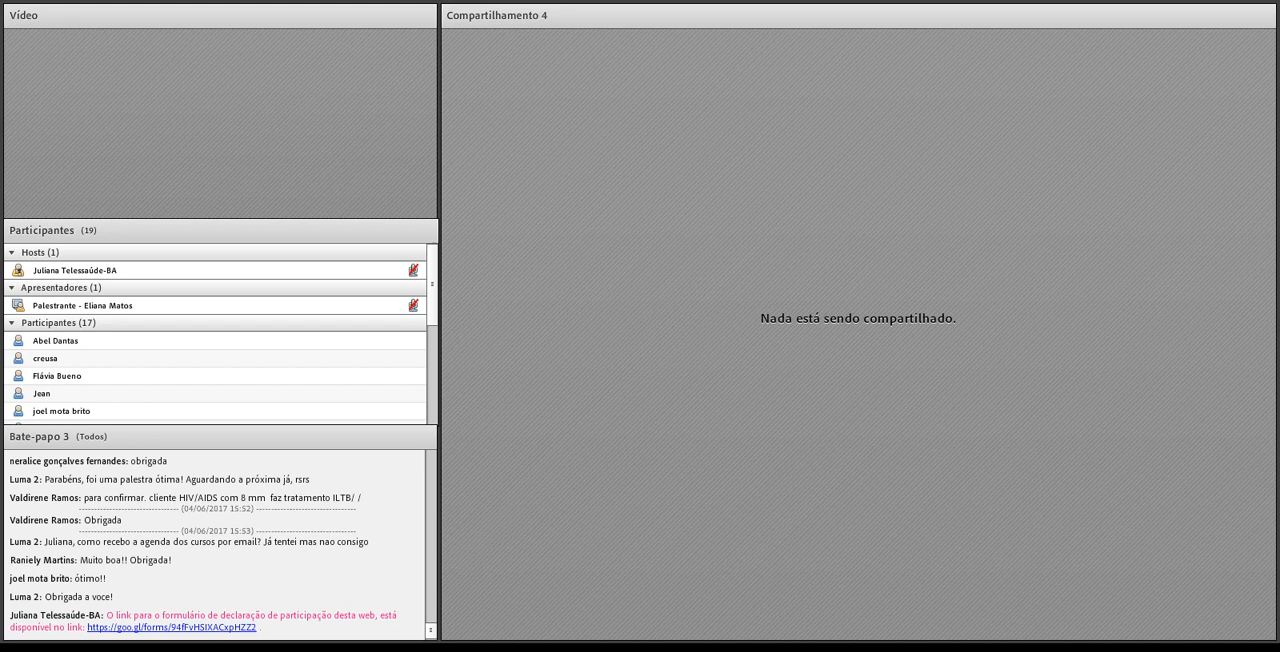 Vídeo
Participantes (19)
Hosts (1)
Juliana Telessaúde-BA
Apresentadores (1)
Palestrante - Eliana Matos
Participantes (17)
Abel Dantas
creusa
Flávia Bueno
Jean
joel mota brito
Bate-papo 3 (Todos)
neralice gonçalves fernandes: obrigada
Luma 2: Parabéns, foi uma palestra ótima! Aguardando a próxima já, rsrs
Valdirene Ramos: para confirmar. cliente HIV/AIDS com 8 mm faz tratamento ILTB/ /
---------------------------------- (04/06/2017 15:52) ----------------------------------
Valdirene Ramos: Obrigada
---------------------------------- (04/06/2017 15:53) ----------------------------------
Luma 2: Juliana, como recebo a agenda dos cursos por email? Já tentei mas nao consigo
Raniely Martins: Muito boa!! Obrigada!
joel mota brito: ótimo!!
Luma 2: Obrigada a voce!
Juliana Telessaúde-BA: O link para o formulário de declaração de participação desta web, está
disponível no link: https://goo.gl/forms/94fFvHSIXACxpHZZ2 .
Compartilhamento 4
Nada está sendo compartilhado.